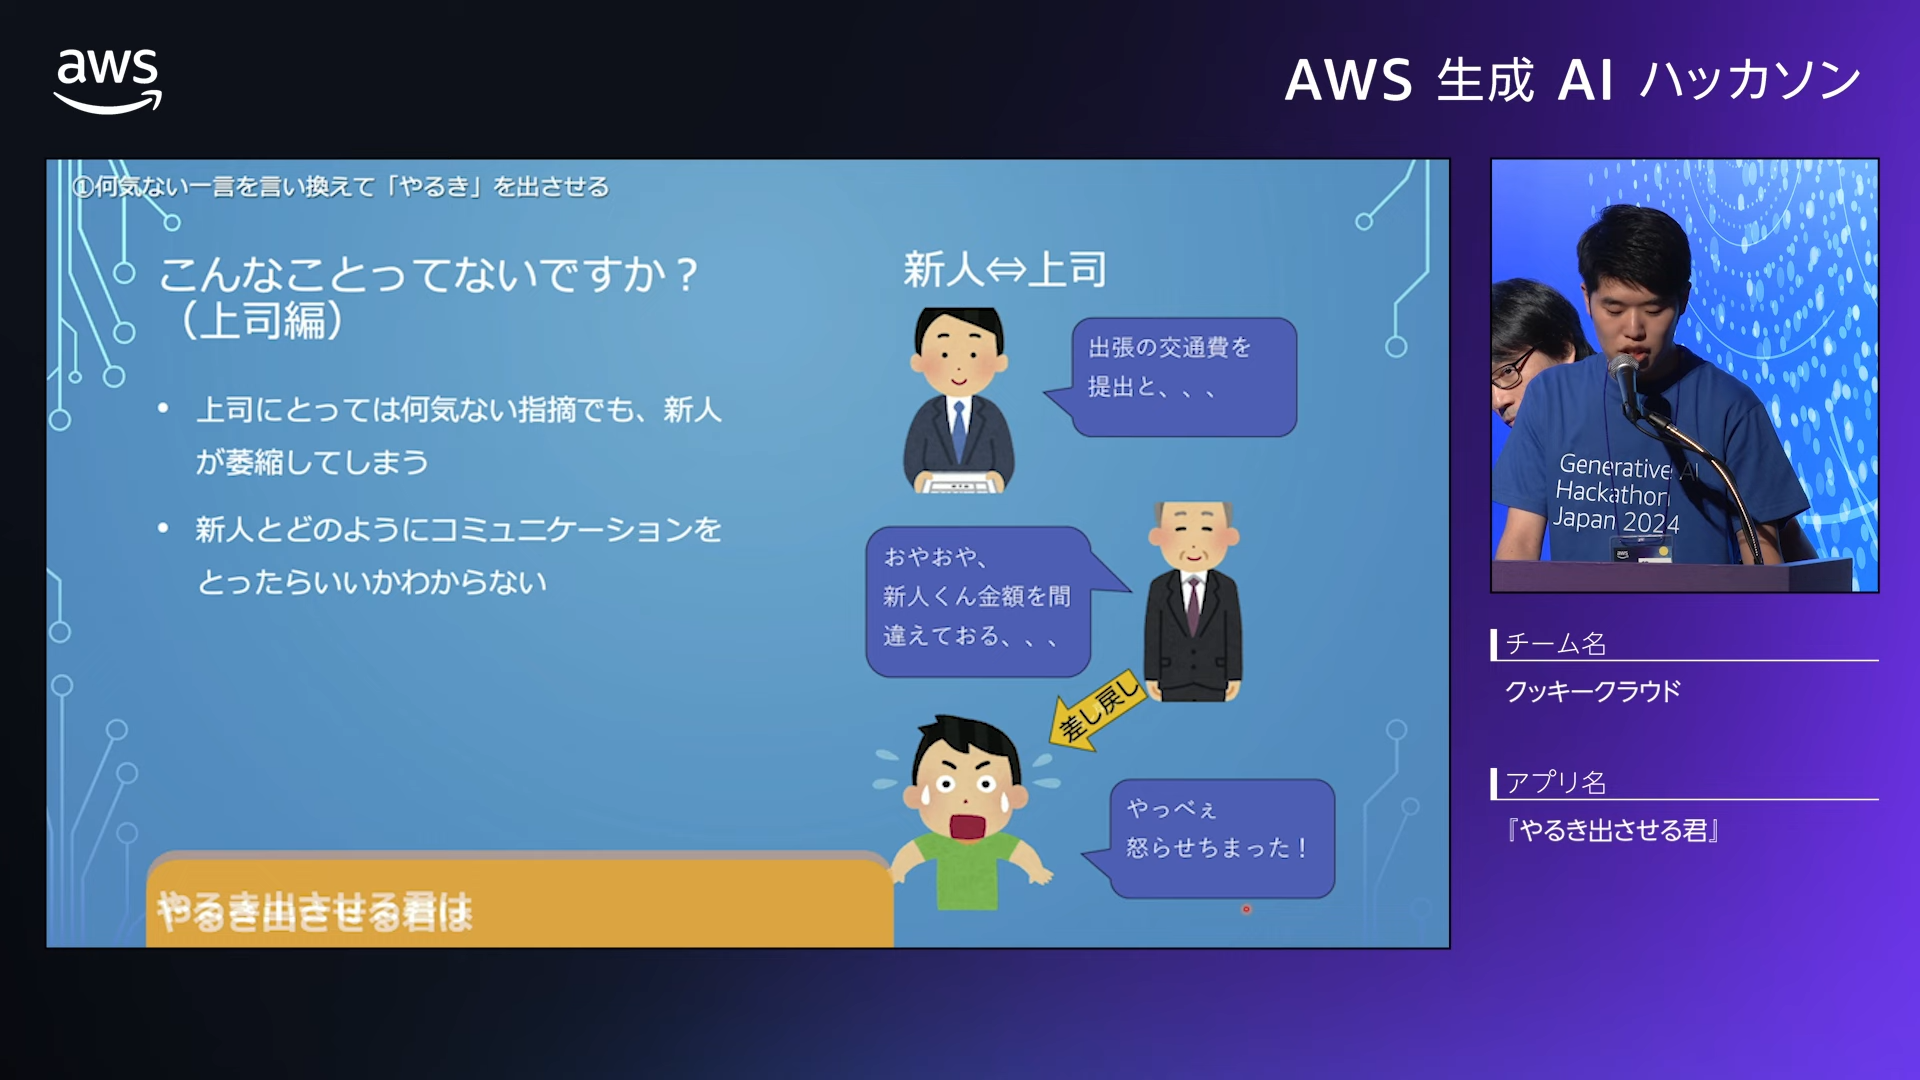 aws
AWS 生成 AI ハッカソン
①何気ない一言を言い換えて「やるき」を出させる
こんなことってないですか？
（上司編）
• 上司にとっては何気ない指摘でも、新人
が萎縮してしまう
• 新人とどのようにコミュニケーションを
とったらいいかわからない
新人⇔上司
出張の交通費を
提出と、、、
おやおや、
新人くん金額を間
違えておる、、、
差し戻し
やっべぇ
怒らせちまった！
やるき出させる君は
Generative AI
Hackathon
Japan 2024
aws
チーム名
クッキークラウド
アプリ名
『やるき出させる君』